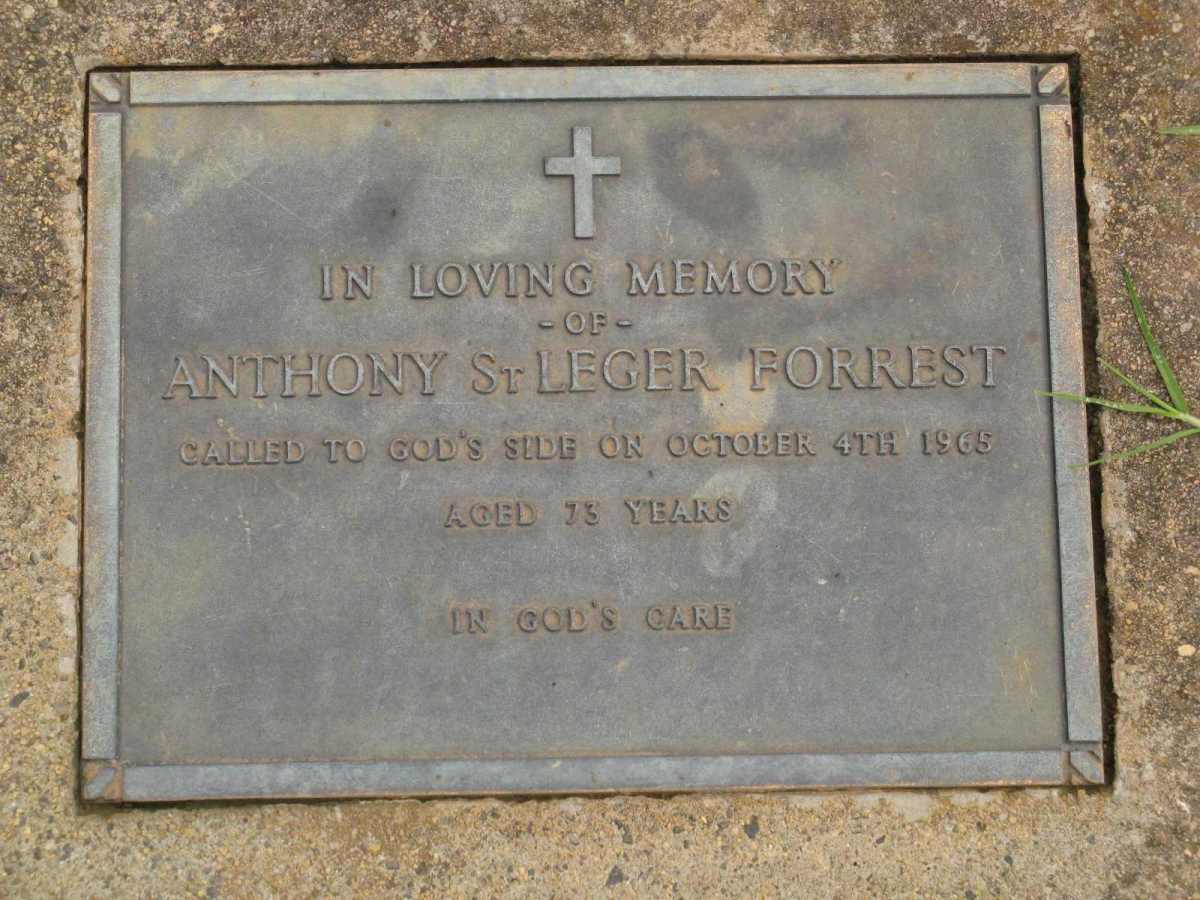 IN LOVING MEMORY
-OF-
ANTHONY ST LEGER FORREST
CALLED TO GOD'S SIDE ON OCTOBER 4TH 1965
AGED 73 YEARS
IN GOD'S CARE